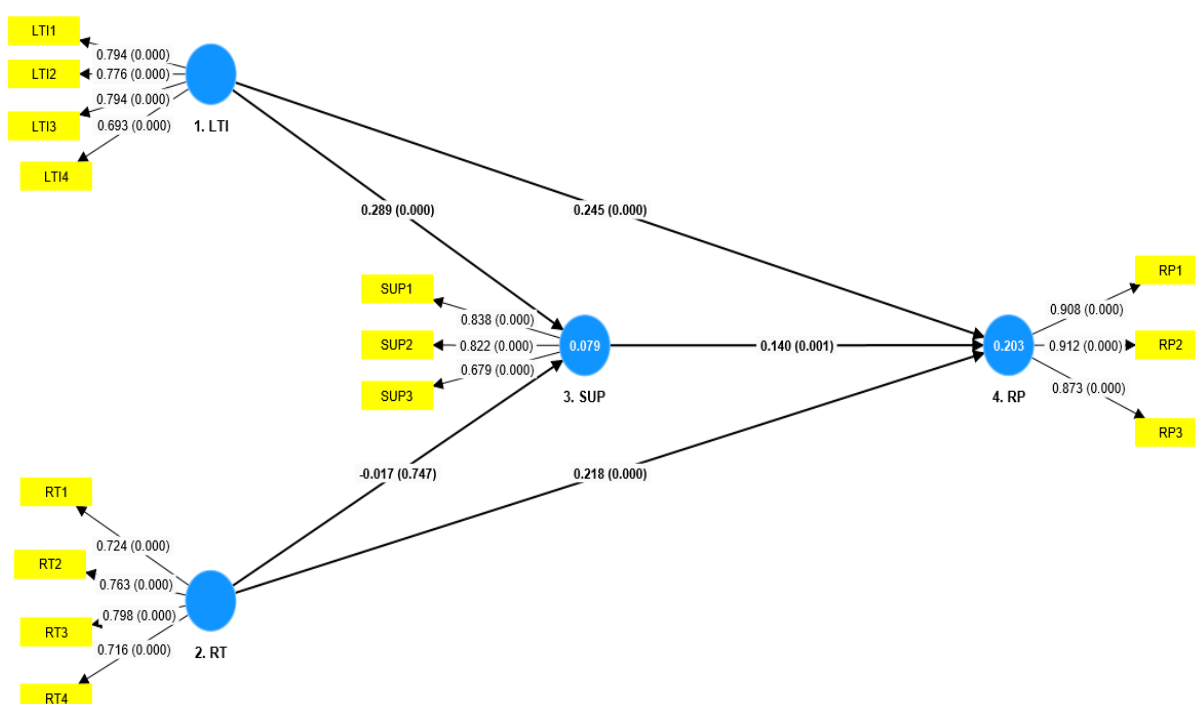 LTI1
0.794 (0.000)
LTI2
0.776 (0.000)
0.794 (0.000)
LTI3
0.693 (0.000)
1. LTI
LTI4
0.289 (0.000)
0.245 (0.000)
SUP1
0.838 (0.000)
SUP2
0.822 (0.000)
0.079
0.679 (0.000)
SUP3
3. SUP
0.140 (0.001)
RP1
0.908 (0.000)
0.203
0.912 (0.000)
RP2
0.873 (0.000)
4. RP
RP3
-0.017 (0.747)
0.218 (0.000)
RT1
0.724 (0.000)
RT2
0.763 (0.000)
0.798 (0.000)
RT3
0.716 (0.000)
2. RT
RT4